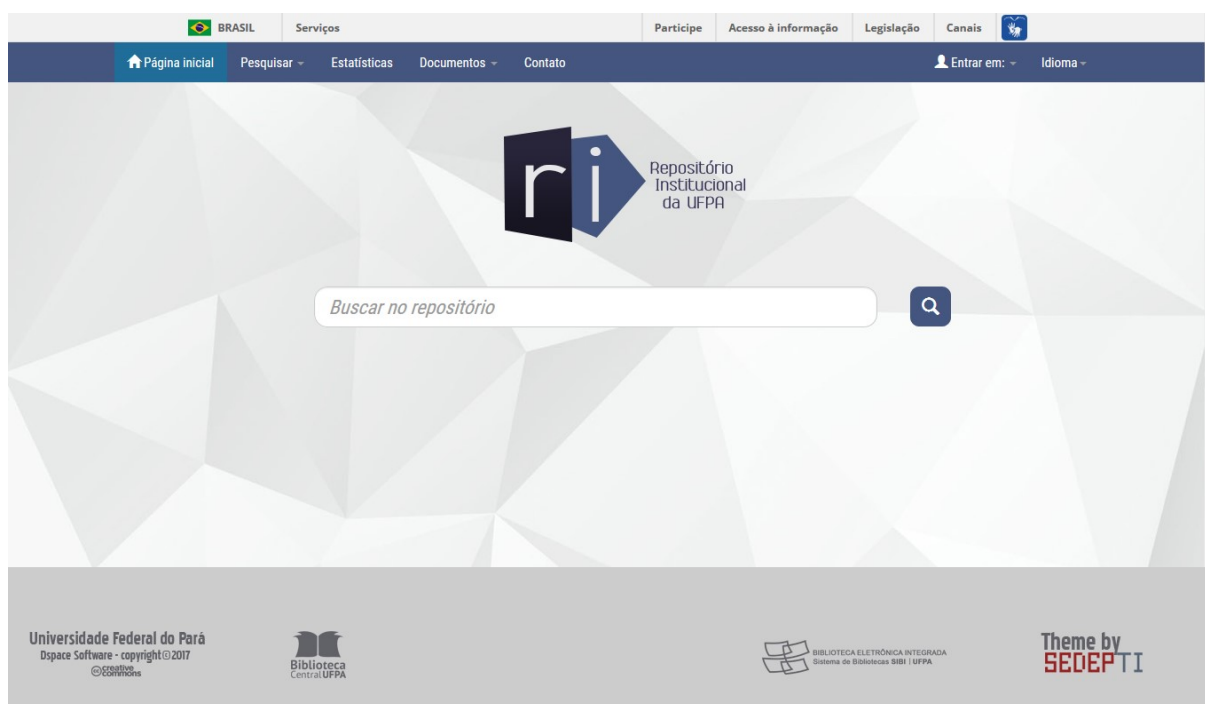 BRASIL Serviços Participe Acesso à informação Legislação Canais
Página inicial Pesquisar Estatísticas Documentos Contato Entrar em: Idioma
ri
Repositório
Institucional
da UFPA
Buscar no repositório
Universidade Federal do Pará
Dspace Software - copyright©2017
cc creative
commons
Biblioteca
Central UFPA
BIBLIOTECA ELETRÔNICA INTEGRADA
Sistema de Bibliotecas SIBI | UFPA
Theme by
SEDEPTI